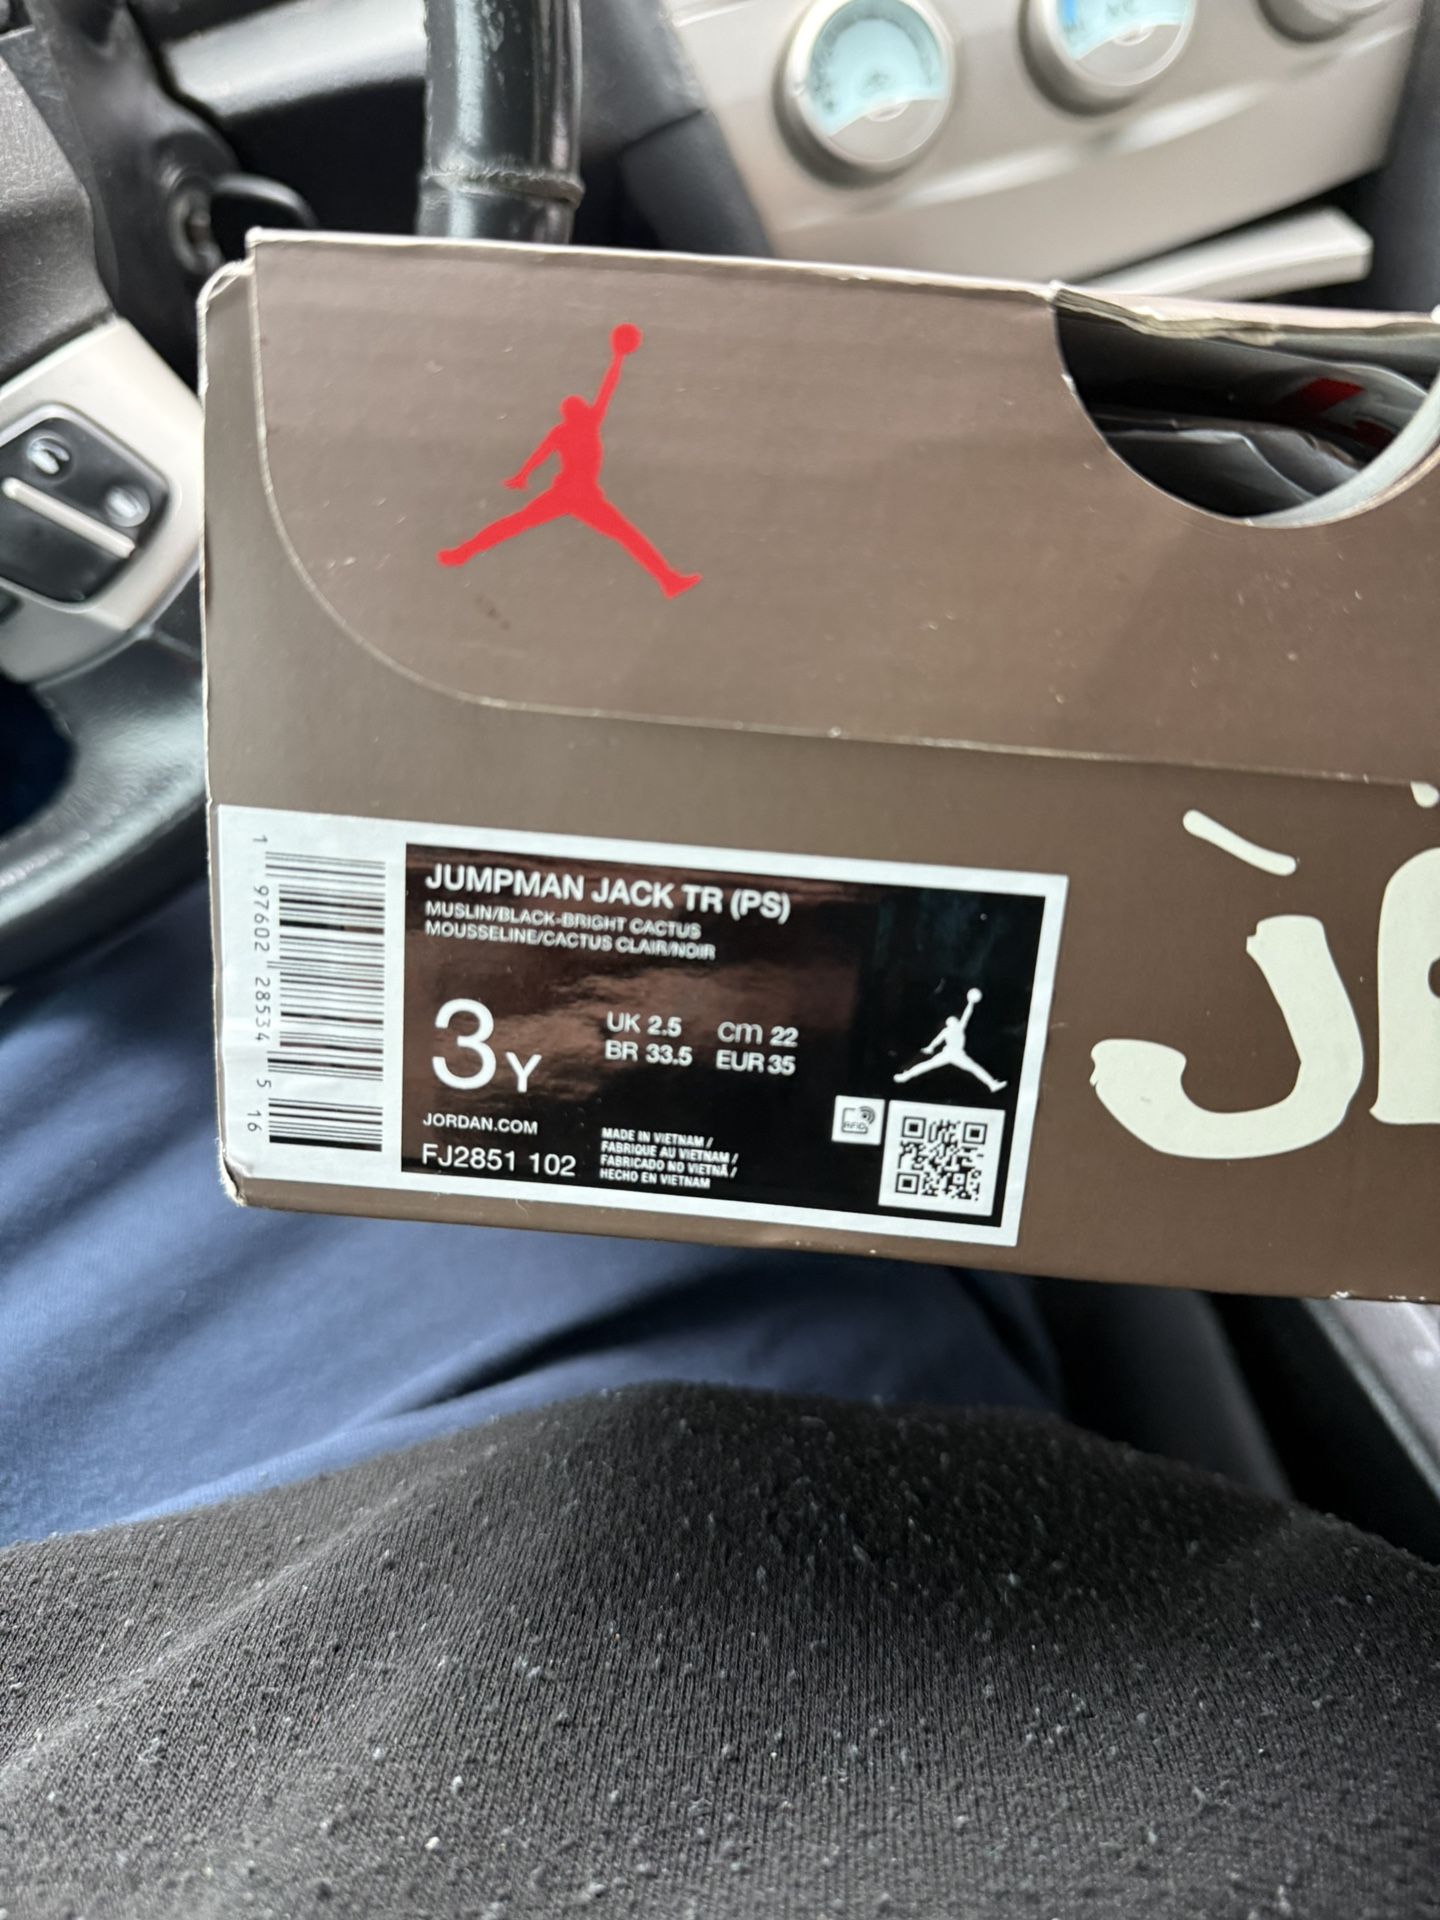 JUMPMAN JACK TR (PS)
MUSLIN/BLACK-BRIGHT CACTUS
MOUSSELINE/CACTUS CLAIR/NOIR
3Y
UK 2.5 cm 22
BR 33.5 EUR 35
JORDAN.COM
FJ2851 102
MADE IN VIETNAM /
FABRIQUE AU VIETNAM /
FABRICADO NO VIETNÃ /
HECHO EN VIETNAM
RFID
1 97602 28534 5 16